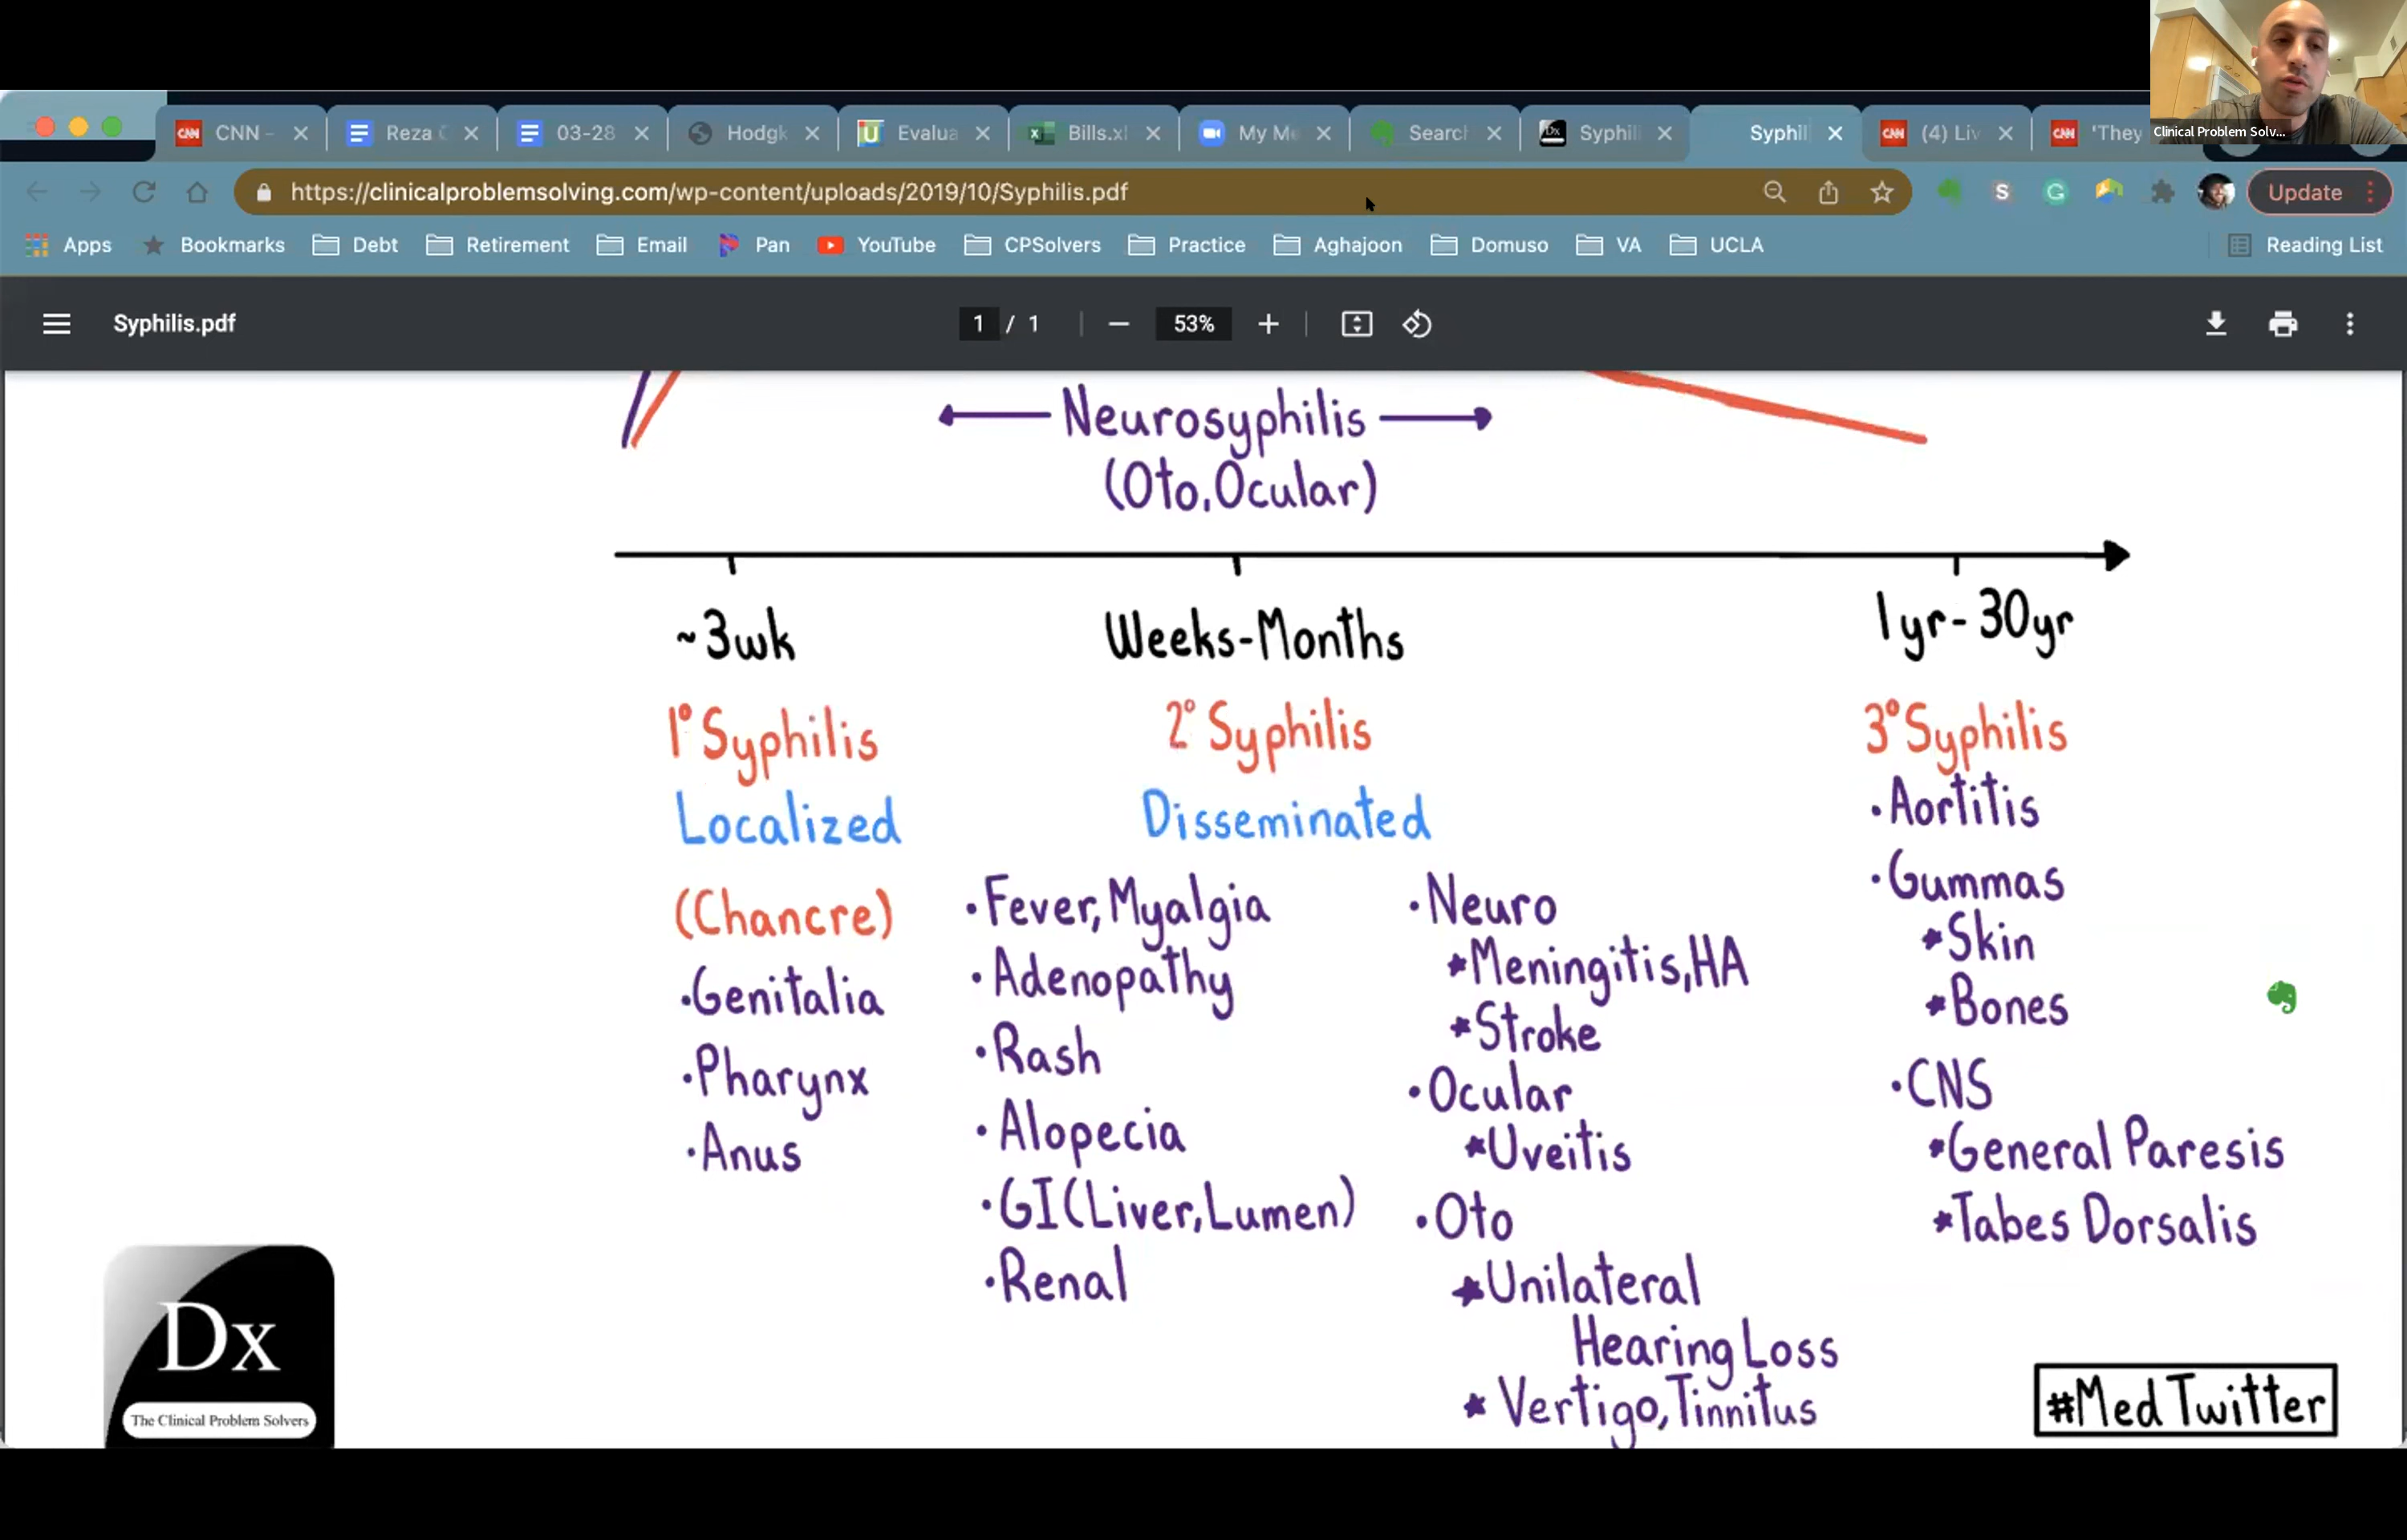 Clinical Problem Solv...
CNN -
Reza
03-28
Hodgk
Evalua
Bills.xl
My Me
Search
Syphil
Syphil
(4) Liv
'They
https://clinicalproblemsolving.com/wp-content/uploads/2019/10/Syphilis.pdf
Update
Apps
Bookmarks
Debt
Retirement
Email
Pan
YouTube
CPSolvers
Practice
Aghajoon
Domuso
VA
UCLA
Reading List
Syphilis.pdf
1 / 1
53%
Neurosyphilis
(Oto, Ocular)
~3wk
Weeks-Months
1yr-30yr
1° Syphilis
Localized
(Chancre)
•Genitalia
•Pharynx
•Anus
2° Syphilis
Disseminated
•Fever, Myalgia
•Adenopathy
•Rash
•Alopecia
•GI (Liver, Lumen)
•Renal
•Neuro
★Meningitis, HA
★Stroke
•Ocular
★Uveitis
•Oto
★Unilateral
Hearing Loss
★Vertigo, Tinnitus
3° Syphilis
•Aortitis
•Gummas
★Skin
★Bones
•CNS
★General Paresis
★Tabes Dorsalis
Dx
The Clinical Problem Solvers
#MedTwitter